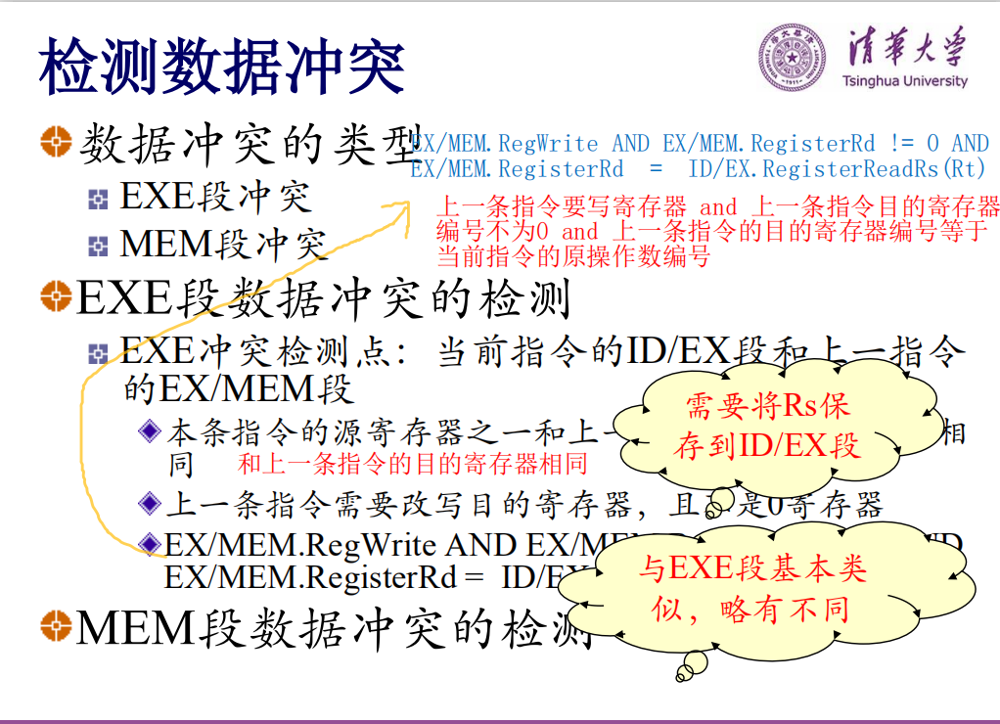 检测数据冲突
清华大学
Tsinghua University
数据冲突的类型
EX/MEM.RegWrite AND EX/MEM.RegisterRd != 0 AND
EX/MEM.RegisterRd = ID/EX.RegisterReadRs(Rt)
EXE段冲突
上一条指令要写寄存器 and 上一条指令目的寄存器
编号不为0 and 上一条指令的目的寄存器编号等于
当前指令的原操作数编号
MEM段冲突
EXE段数据冲突的检测
EXE冲突检测点：当前指令的ID/EX段和上一指令
的EX/MEM段
需要将Rs保
存到ID/EX段
本条指令的源寄存器之一和上一 相
同 和上一条指令的目的寄存器相同
上一条指令需要改写目的寄存器，且 是0寄存器
EX/MEM.RegWrite AND
EX/MEM.RegisterRd = ID/EX
与EXE段基本类
似，略有不同
MEM段数据冲突的检测